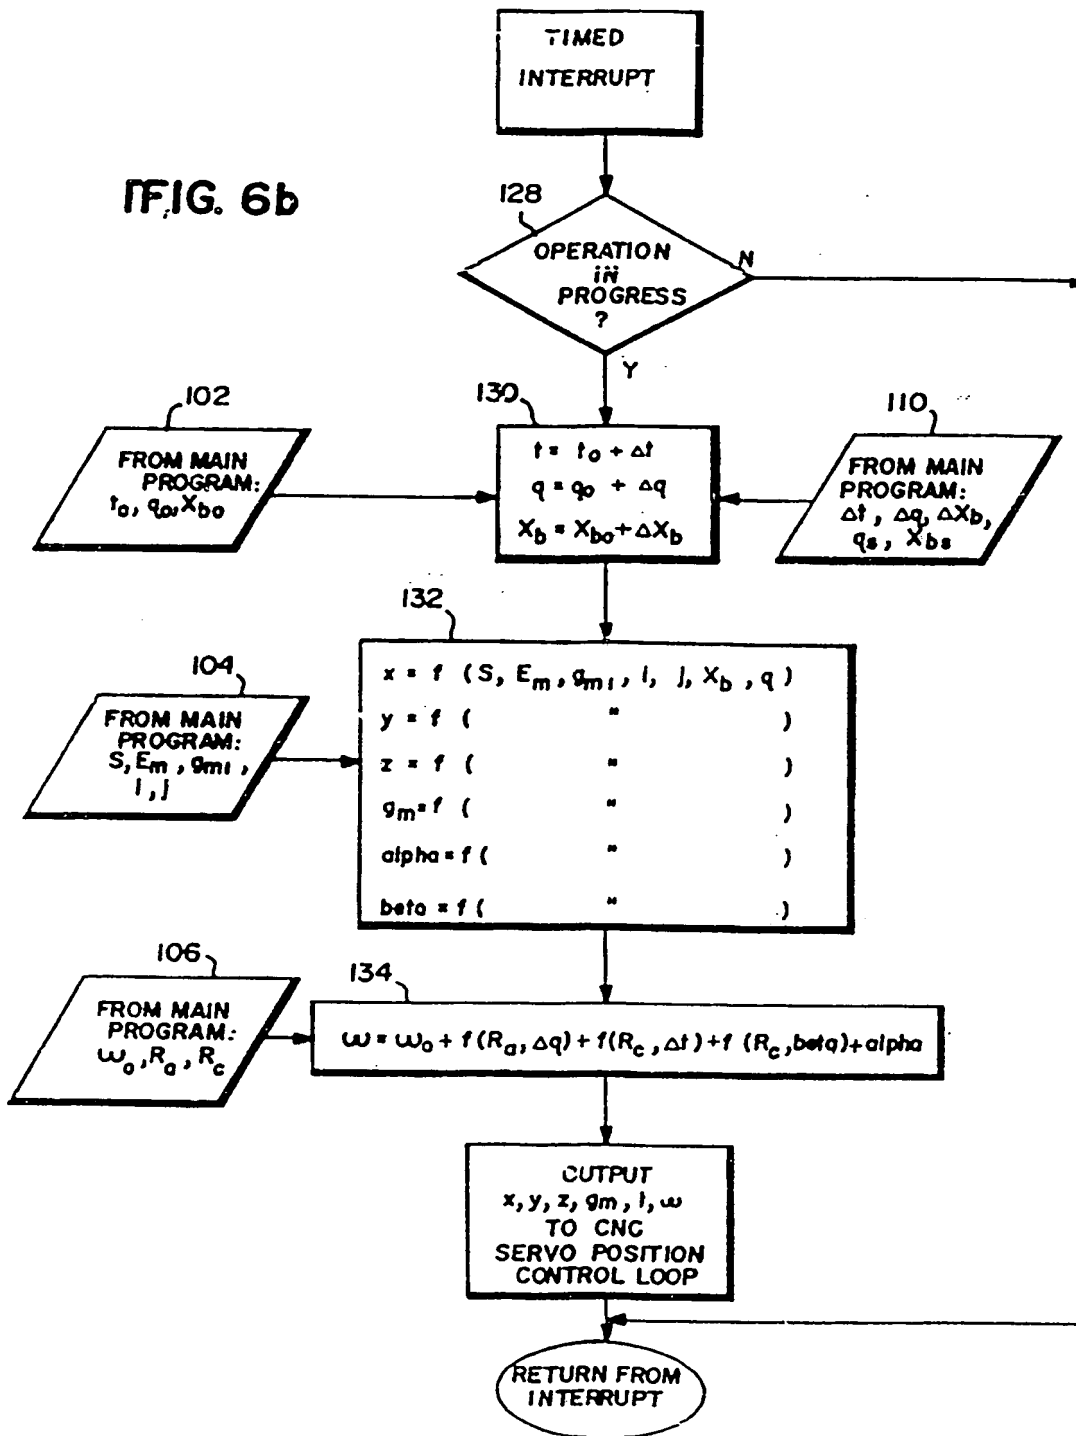 FIG. 6b
TIMED
INTERRUPT
128
OPERATION
IN
PROGRESS
?
N
Y
102
FROM MAIN
PROGRAM:
t₀, q₀, X_bo
130
t = t₀ + Δt
q = q₀ + Δq
X_b = X_bo + ΔX_b
110
FROM MAIN
PROGRAM:
Δt, Δq, ΔX_b,
q_s, X_bs
132
x = f (S, E_m, g_mi, i, j, X_b, q)
y = f ( " )
z = f ( " )
g_m = f ( " )
alpha = f ( " )
beta = f ( " )
104
FROM MAIN
PROGRAM:
S, E_m, g_mi,
i, j
106
FROM MAIN
PROGRAM:
ω₀, R_a, R_c
134
ω = ω₀ + f(R_a, Δq) + f(R_c, Δt) + f (R_c, beta) + alpha
OUTPUT
x, y, z, g_m, i, ω
TO CNC
SERVO POSITION
CONTROL LOOP
RETURN FROM
INTERRUPT